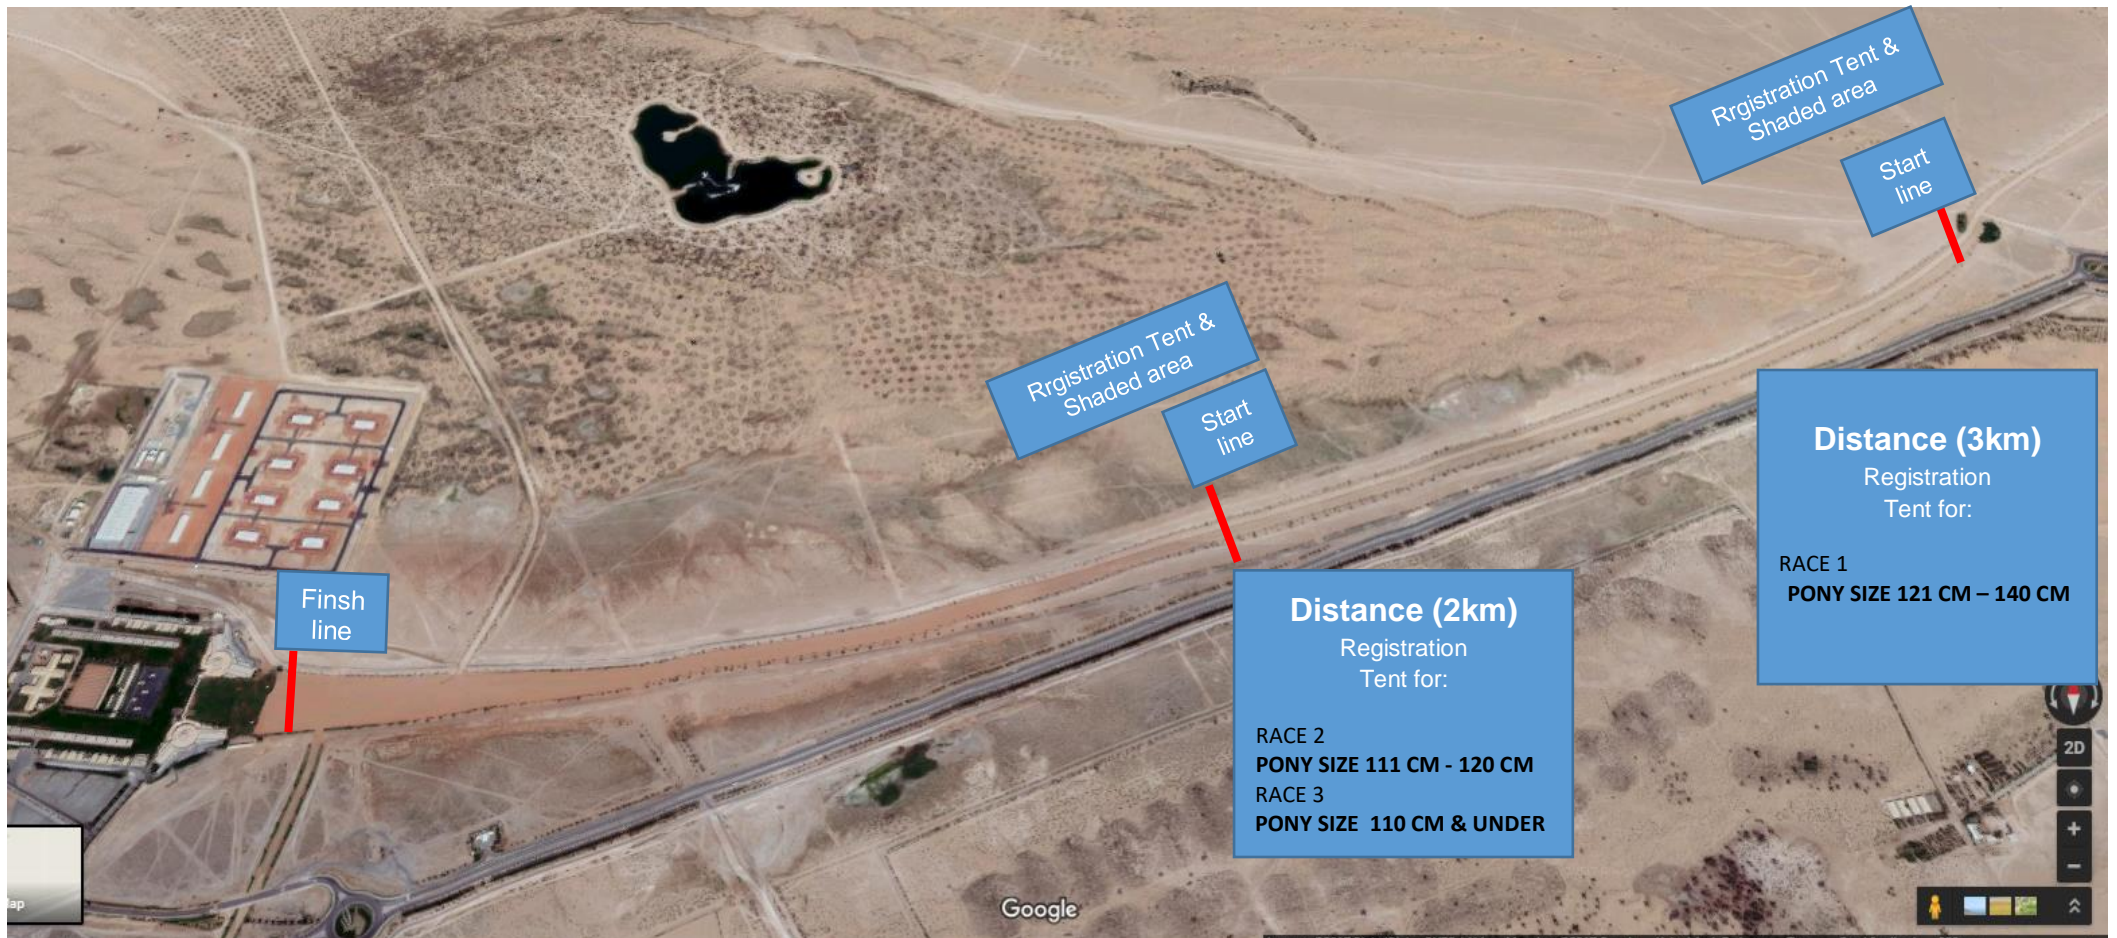 Rrgistration Tent &
Shaded area
Start
line
Rrgistration Tent &
Shaded area
Start
line
Distance (3km)
Registration
Tent for:
RACE 1
PONY SIZE 121 CM – 140 CM
Finsh
line
Distance (2km)
Registration
Tent for:
RACE 2
PONY SIZE 111 CM - 120 CM
RACE 3
PONY SIZE 110 CM & UNDER
2D
+
−
Google